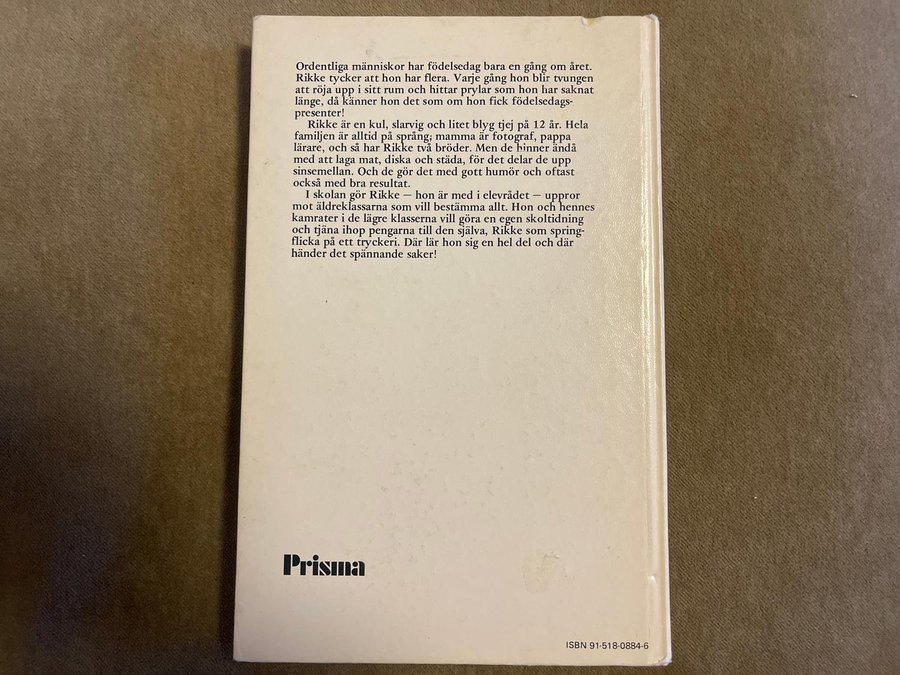 Ordentliga människor har födelsedag bara en gång om året.
Rikke tycker att hon har flera. Varje gång hon blir tvungen
att röja upp i sitt rum och hittar prylar som hon har saknat
länge, då känner hon det som om hon fick födelsedags-
presenter!
Rikke är en kul, slarvig och litet blyg tjej på 12 år. Hela
familjen är alltid på språng; mamma är fotograf, pappa
lärare, och så har Rikke två bröder. Men de hinner ändå
med att laga mat, diska och städa, för det delar de upp
sinsemellan. Och de gör det med gott humör och oftast
också med bra resultat.
I skolan gör Rikke — hon är med i elevrådet — uppror
mot äldreklassarna som vill bestämma allt. Hon och hennes
kamrater i de lägre klasserna vill göra en egen skoltidning
och tjäna ihop pengarna till den själva, Rikke som spring-
flicka på ett tryckeri. Där lär hon sig en hel del och där
händer det spännande saker!
Prisma
ISBN 91-518-0884-6